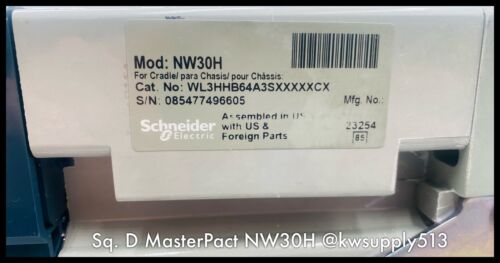 Mod: NW30H
For Cradle/ para Chasis/ pour Châssis:
Cat. No: WL3HHB64A3SXXXXXCX
S/N: 085477496605 Mfg. No:
Schneider Electric
Assembled in US
with US & 23254
Foreign Parts 85
Sq. D MasterPact NW30H @kwsupply513